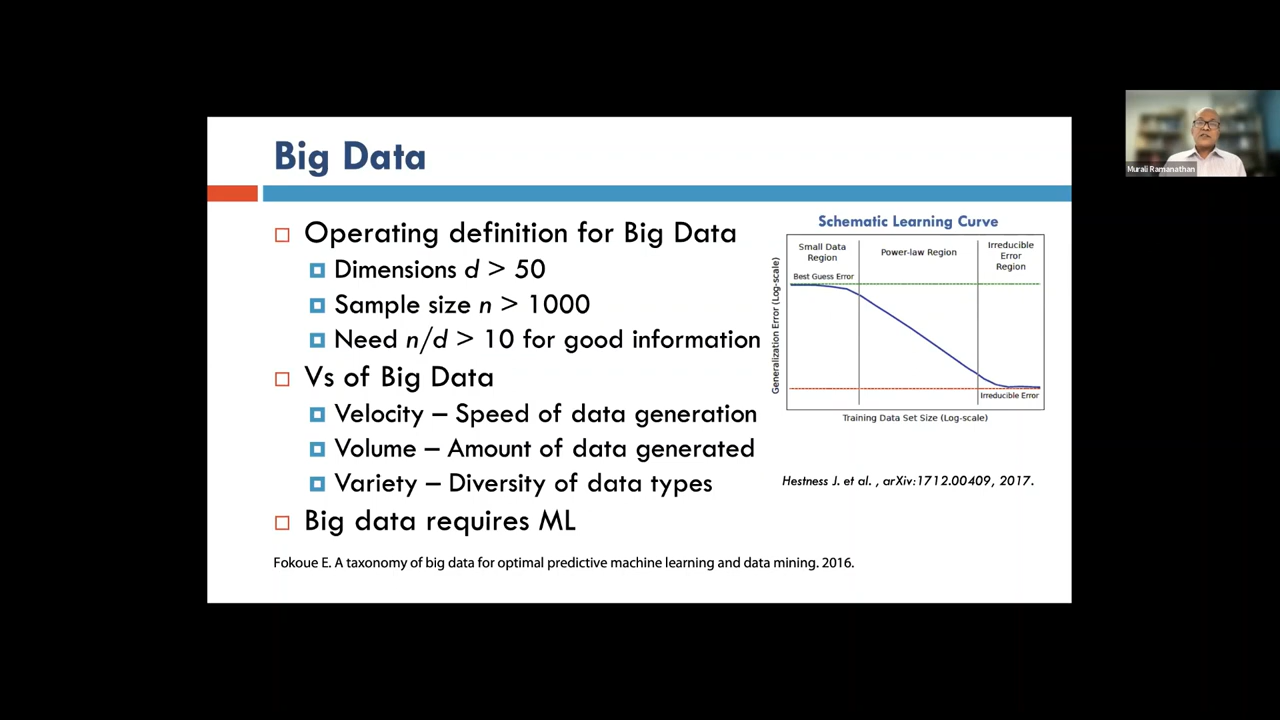 Big Data
Operating definition for Big Data
Dimensions d > 50
Sample size n > 1000
Need n/d > 10 for good information
Vs of Big Data
Velocity – Speed of data generation
Volume – Amount of data generated
Variety – Diversity of data types
Big data requires ML
Fokoue E. A taxonomy of big data for optimal predictive machine learning and data mining. 2016.
Schematic Learning Curve
Small Data
Region
Power-law Region
Irreducible
Error
Region
Best Guess Error
Generalization Error (Log-scale)
Irreducible Error
Training Data Set Size (Log-scale)
Hestness J. et al. , arXiv:1712.00409, 2017.
Murali Ramanathan